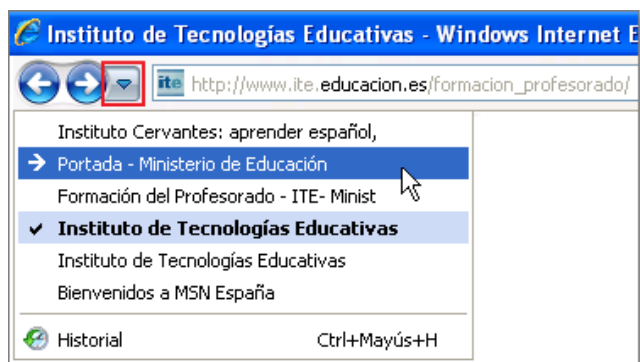 Instituto de Tecnologías Educativas - Windows Internet E
ite http://www.ite.educacion.es/formacion_profesorado/
Instituto Cervantes: aprender español,
Portada - Ministerio de Educación
Formación del Profesorado - ITE- Minist
Instituto de Tecnologías Educativas
Instituto de Tecnologías Educativas
Bienvenidos a MSN España
Historial Ctrl+Mayús+H